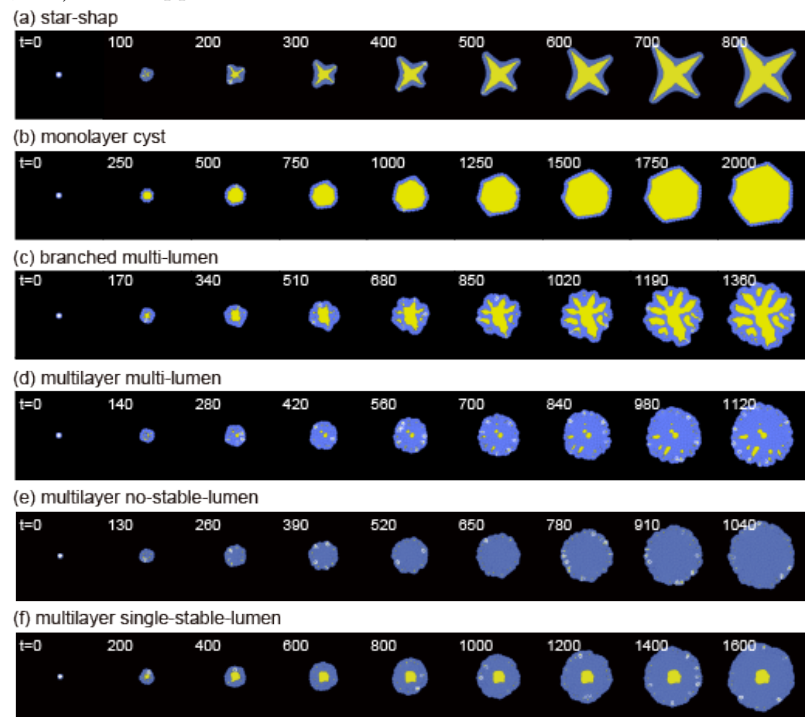 (a) star-shap
t=0 100 200 300 400 500 600 700 800
(b) monolayer cyst
t=0 250 500 750 1000 1250 1500 1750 2000
(c) branched multi-lumen
t=0 170 340 510 680 850 1020 1190 1360
(d) multilayer multi-lumen
t=0 140 280 420 560 700 840 980 1120
(e) multilayer no-stable-lumen
t=0 130 260 390 520 650 780 910 1040
(f) multilayer single-stable-lumen
t=0 200 400 600 800 1000 1200 1400 1600